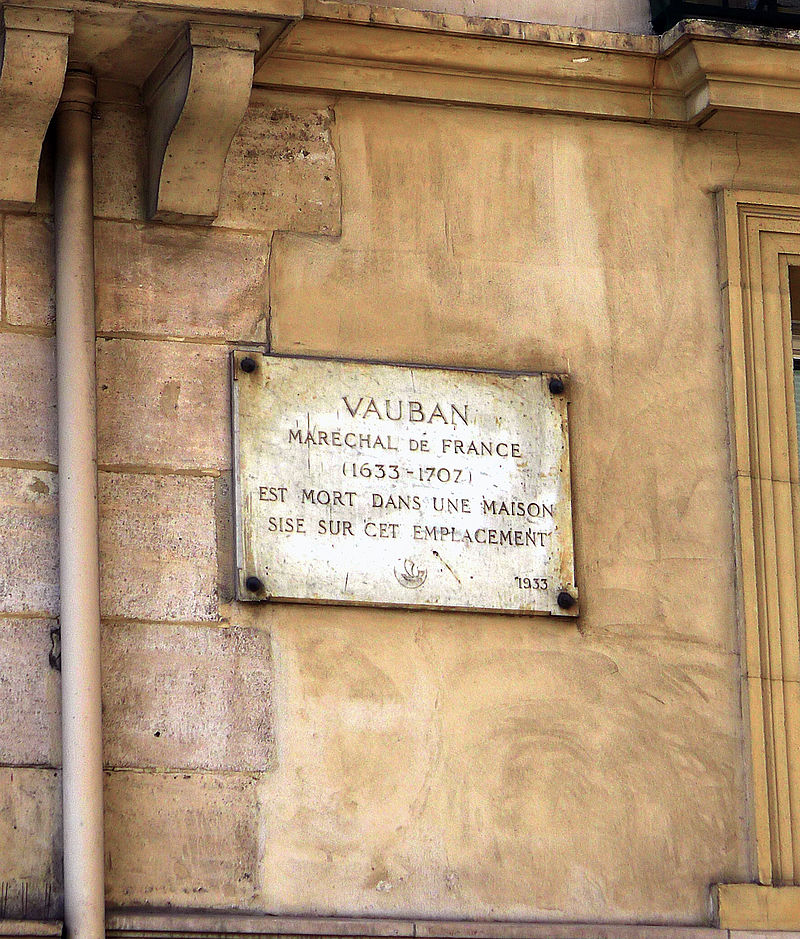 VAUBAN
MARECHAL DE FRANCE
(1633-1707)
EST MORT DANS UNE MAISON
SISE SUR CET EMPLACEMENT
1933